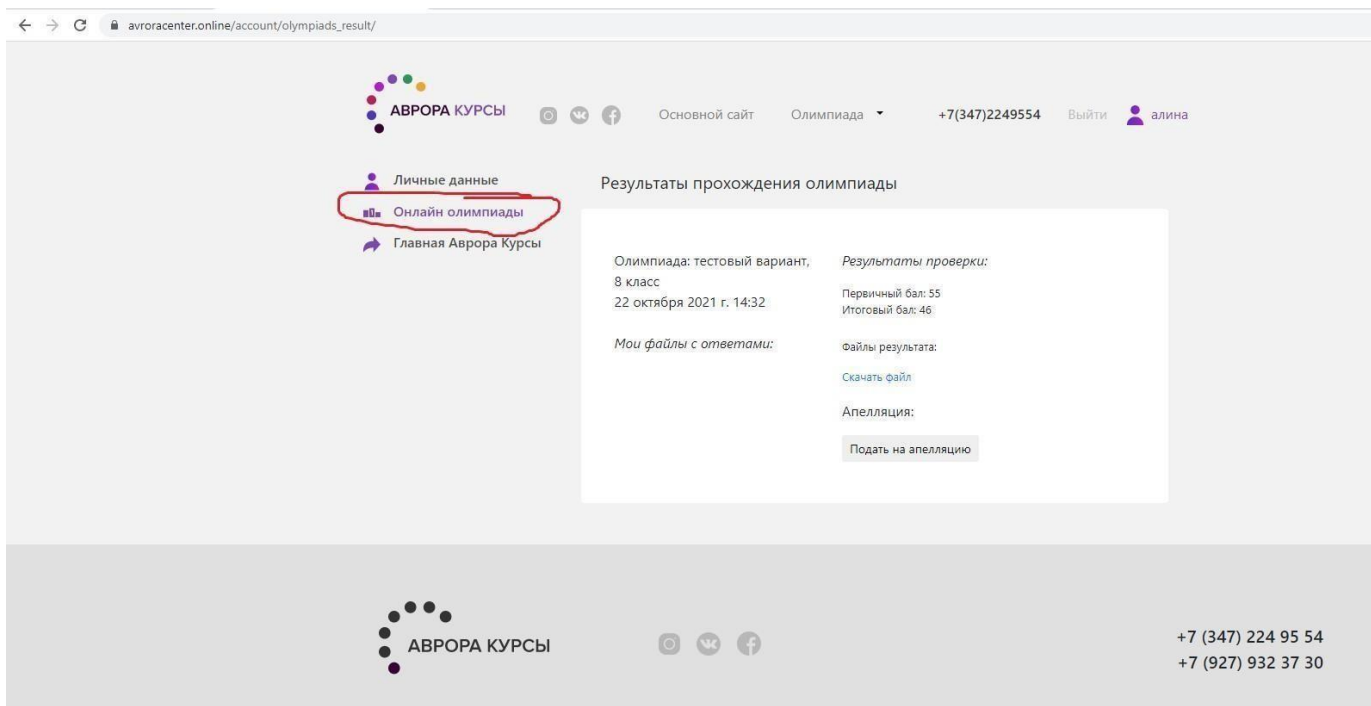 avroracenter.online/account/olympiads_result/
АВРОРА КУРСЫ
Основной сайт
Олимпиада
+7(347)2249554
Выйти
алина
Личные данные
Онлайн олимпиады
Главная Аврора Курсы
Результаты прохождения олимпиады
Олимпиада: тестовый вариант,
8 класс
22 октября 2021 г. 14:32
Мои файлы с ответами:
Результаты проверки:
Первичный бал: 55
Итоговый бал: 46
Файлы результата:
Скачать файл
Апелляция:
Подать на апелляцию
АВРОРА КУРСЫ
+7 (347) 224 95 54
+7 (927) 932 37 30